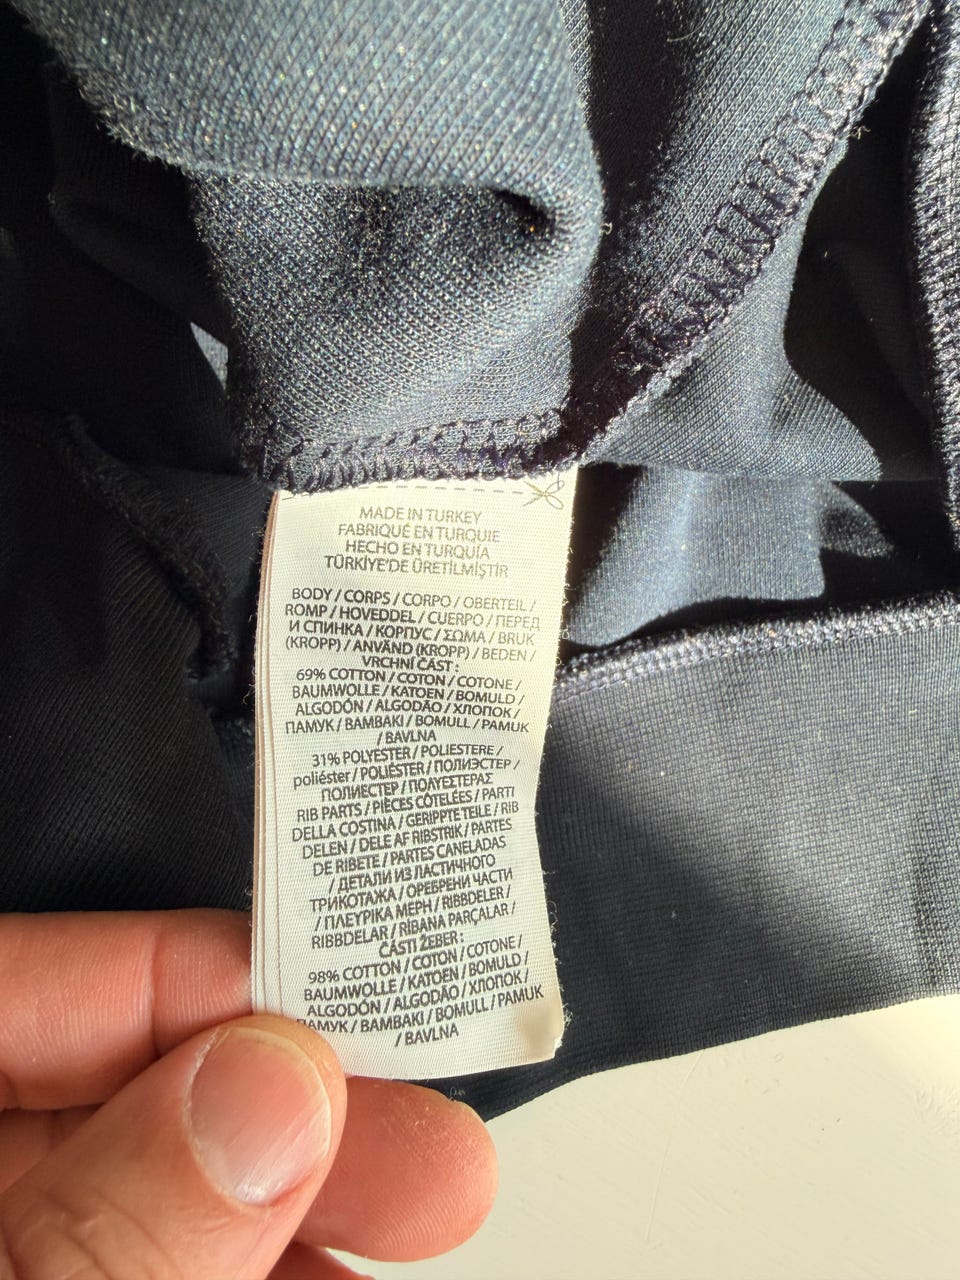 MADE IN TURKEY
FABRIQUÉ EN TURQUIE
HECHO EN TURQUÍA
TÜRKİYE'DE ÜRETİLMİŞTİR
BODY / CORPS / CORPO / OBERTEIL /
ROMP / HOVEDDEL / CUERPO / ПЕРЕД
И СПИНКА / КОРПУС / ΣΩΜΑ / BRUK
(KROPP) / ANVÄND (KROPP) / BEDEN /
VRCHNÍ ČÁST :
69% COTTON / COTON / COTONE /
BAUMWOLLE / KATOEN / BOMULD /
ALGODÓN / ALGODÃO / ХЛОПОК /
ПАМУК / BAMBAKI / BOMULL / PAMUK
/ BAVLNA
31% POLYESTER / POLIESTERE /
poliéster / POLIÉSTER / ПОЛИЭСТЕР /
ПОЛИЕСТЕР / ΠΟΛΥΕΣΤΕΡΑΣ
RIB PARTS / PIÈCES CÔTELÉES / PARTI
DELLA COSTINA / GERIPPTE TEILE / RIB
DELEN / DELE AF RIBSTRIK / PARTES
DE RIBETE / PARTES CANELADAS
/ ДЕТАЛИ ИЗ ЛАСТИЧНОГО
ТРИКОТАЖА / ОРЕБРЕНИ ЧАСТИ
/ ΠΛΕΥΡΙΚΑ ΜΕΡΗ / RIBBDELER /
RIBBDELAR / RİBANA PARÇALAR /
ČÁSTI ŽEBER :
98% COTTON / COTON / COTONE /
BAUMWOLLE / KATOEN / BOMULD /
ALGODÓN / ALGODÃO / ХЛОПОК /
ПАМУК / BAMBAKI / BOMULL / PAMUK
/ BAVLNA